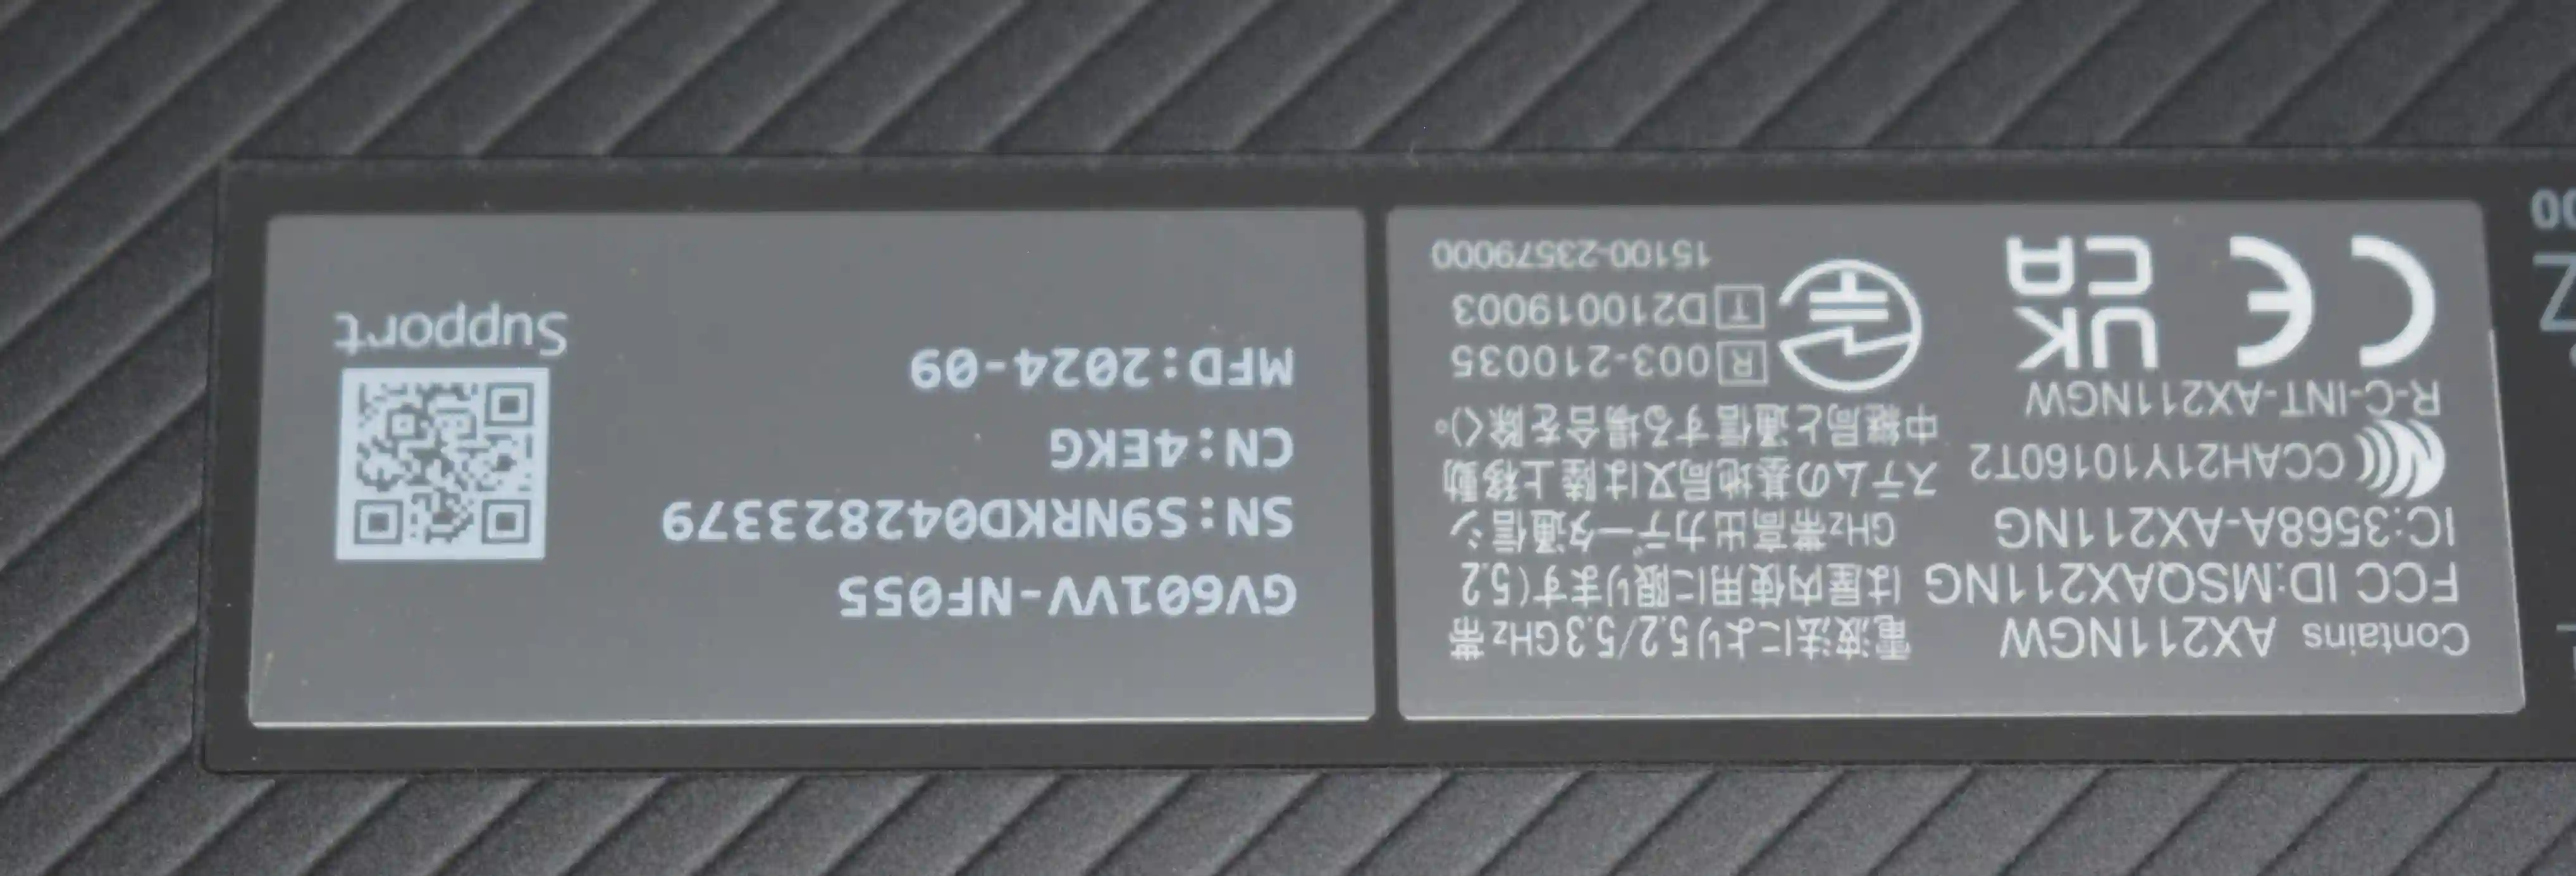 Contains AX211NGW
FCC ID:MSQAX211NG
IC:3568A-AX211NG
CCAH21Y10160T2
R-C-INT-AX211NGW
CE
UK
CA
電波法により5.2/5.3GHz帯
は屋内使用に限ります(5.2
GHz帯高出力データ通信シ
ステムの基地局又は陸上移動
中継局と通信する場合を除く)。
R 003-210035
T D210019003
15100-23579000
GV601VV-NF055
SN:S9NRKD042823379
CN:4EKG
MFD:2024-09
Support